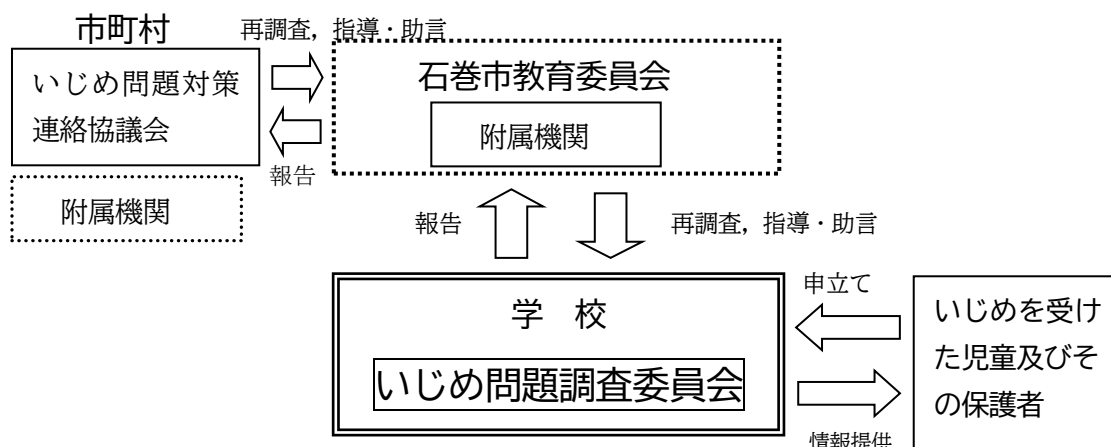 市町村
再調査，指導・助言
いじめ問題対策
連絡協議会
報告
附属機関
石巻市教育委員会
附属機関
報告
再調査，指導・助言
学　校
いじめ問題調査委員会
申立て
情報提供
いじめを受け
た児童及びそ
の保護者